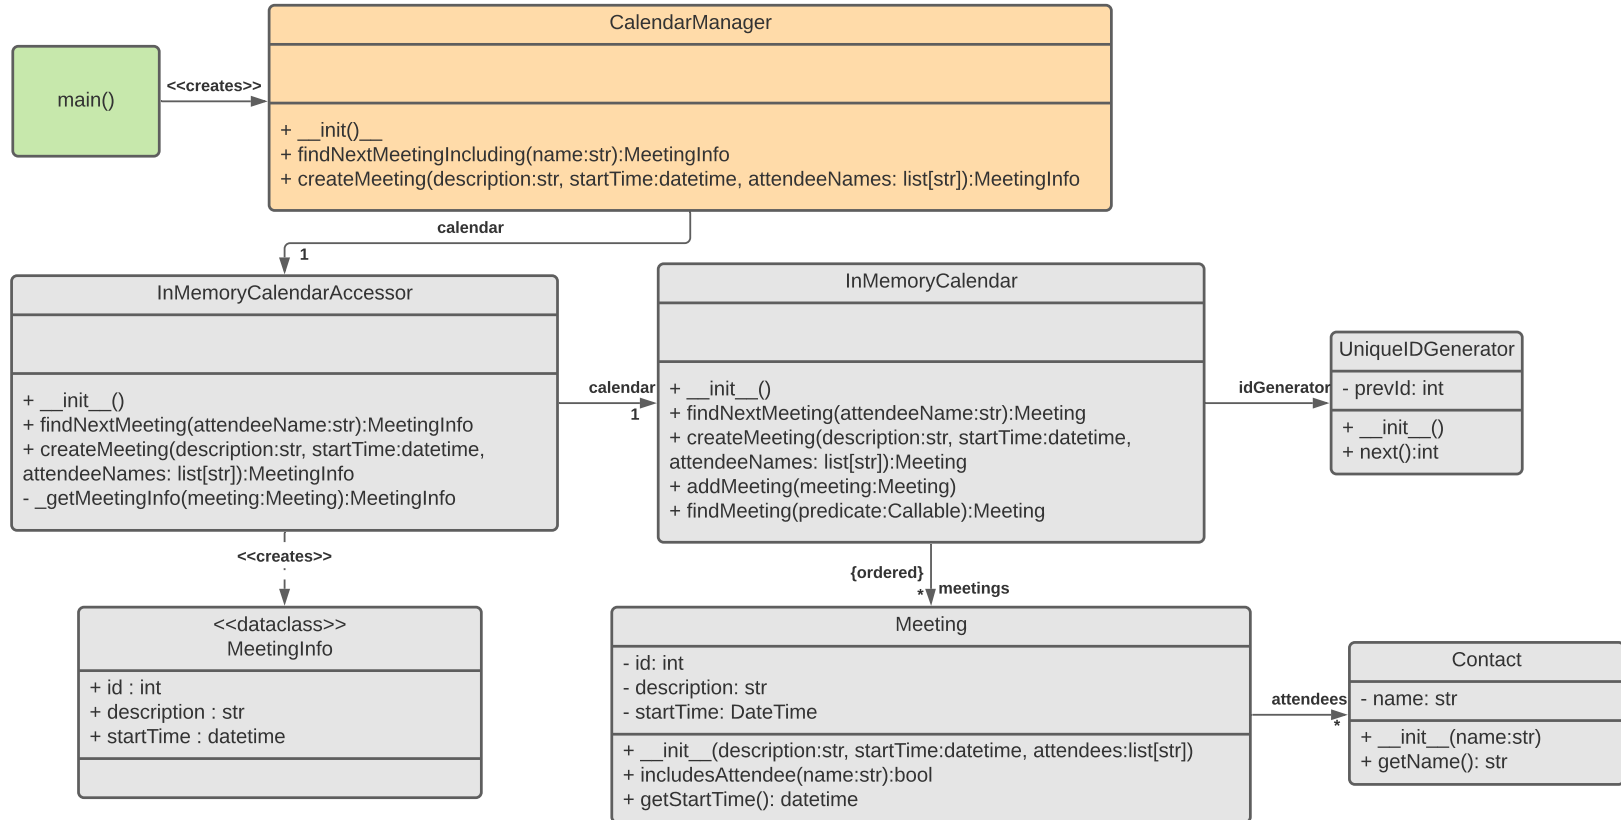 CalendarManager
main()
<<creates>>
+ __init()__
+ findNextMeetingIncluding(name:str):MeetingInfo
+ createMeeting(description:str, startTime:datetime, attendeeNames: list[str]):MeetingInfo
calendar
1
InMemoryCalendarAccessor
+ __init__()
+ findNextMeeting(attendeeName:str):MeetingInfo
+ createMeeting(description:str, startTime:datetime,
attendeeNames: list[str]):MeetingInfo
- _getMeetingInfo(meeting:Meeting):MeetingInfo
calendar
1
InMemoryCalendar
+ __init__()
+ findNextMeeting(attendeeName:str):Meeting
+ createMeeting(description:str, startTime:datetime,
attendeeNames: list[str]):Meeting
+ addMeeting(meeting:Meeting)
+ findMeeting(predicate:Callable):Meeting
idGenerator
UniqueIDGenerator
- prevId: int
+ __init__()
+ next():int
<<creates>>
<<dataclass>>
MeetingInfo
+ id : int
+ description : str
+ startTime : datetime
{ordered}
*
meetings
Meeting
- id: int
- description: str
- startTime: DateTime
+ __init__(description:str, startTime:datetime, attendees:list[str])
+ includesAttendee(name:str):bool
+ getStartTime(): datetime
attendees
*
Contact
- name: str
+ __init__(name:str)
+ getName(): str